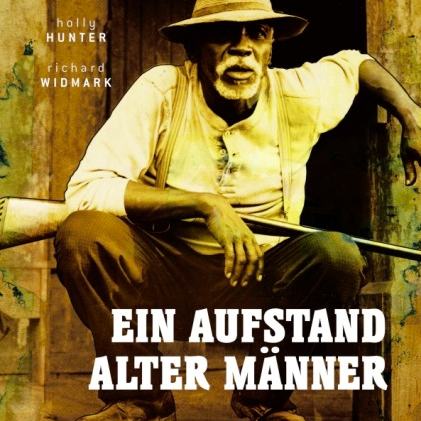 holly
HUNTER
richard
WIDMARK
EIN AUFSTAND
ALTER MÄNNER